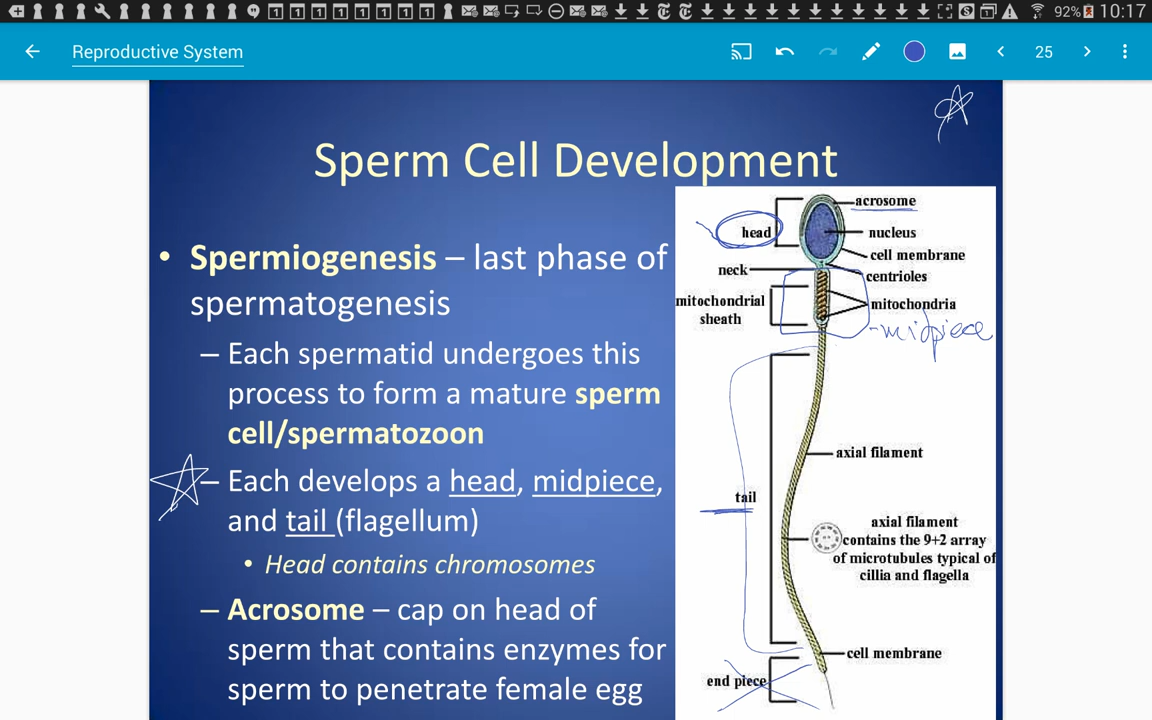 92% 10:17
Reproductive System
25
Sperm Cell Development
• Spermiogenesis – last phase of
spermatogenesis
– Each spermatid undergoes this
process to form a mature sperm
cell/spermatozoon
– Each develops a head, midpiece,
and tail (flagellum)
• Head contains chromosomes
– Acrosome – cap on head of
sperm that contains enzymes for
sperm to penetrate female egg
acrosome
head
nucleus
cell membrane
neck
centrioles
mitochondrial
sheath
mitochondria
-midpiece
axial filament
tail
axial filament
contains the 9+2 array
of microtubules typical of
cillia and flagella
cell membrane
end piece